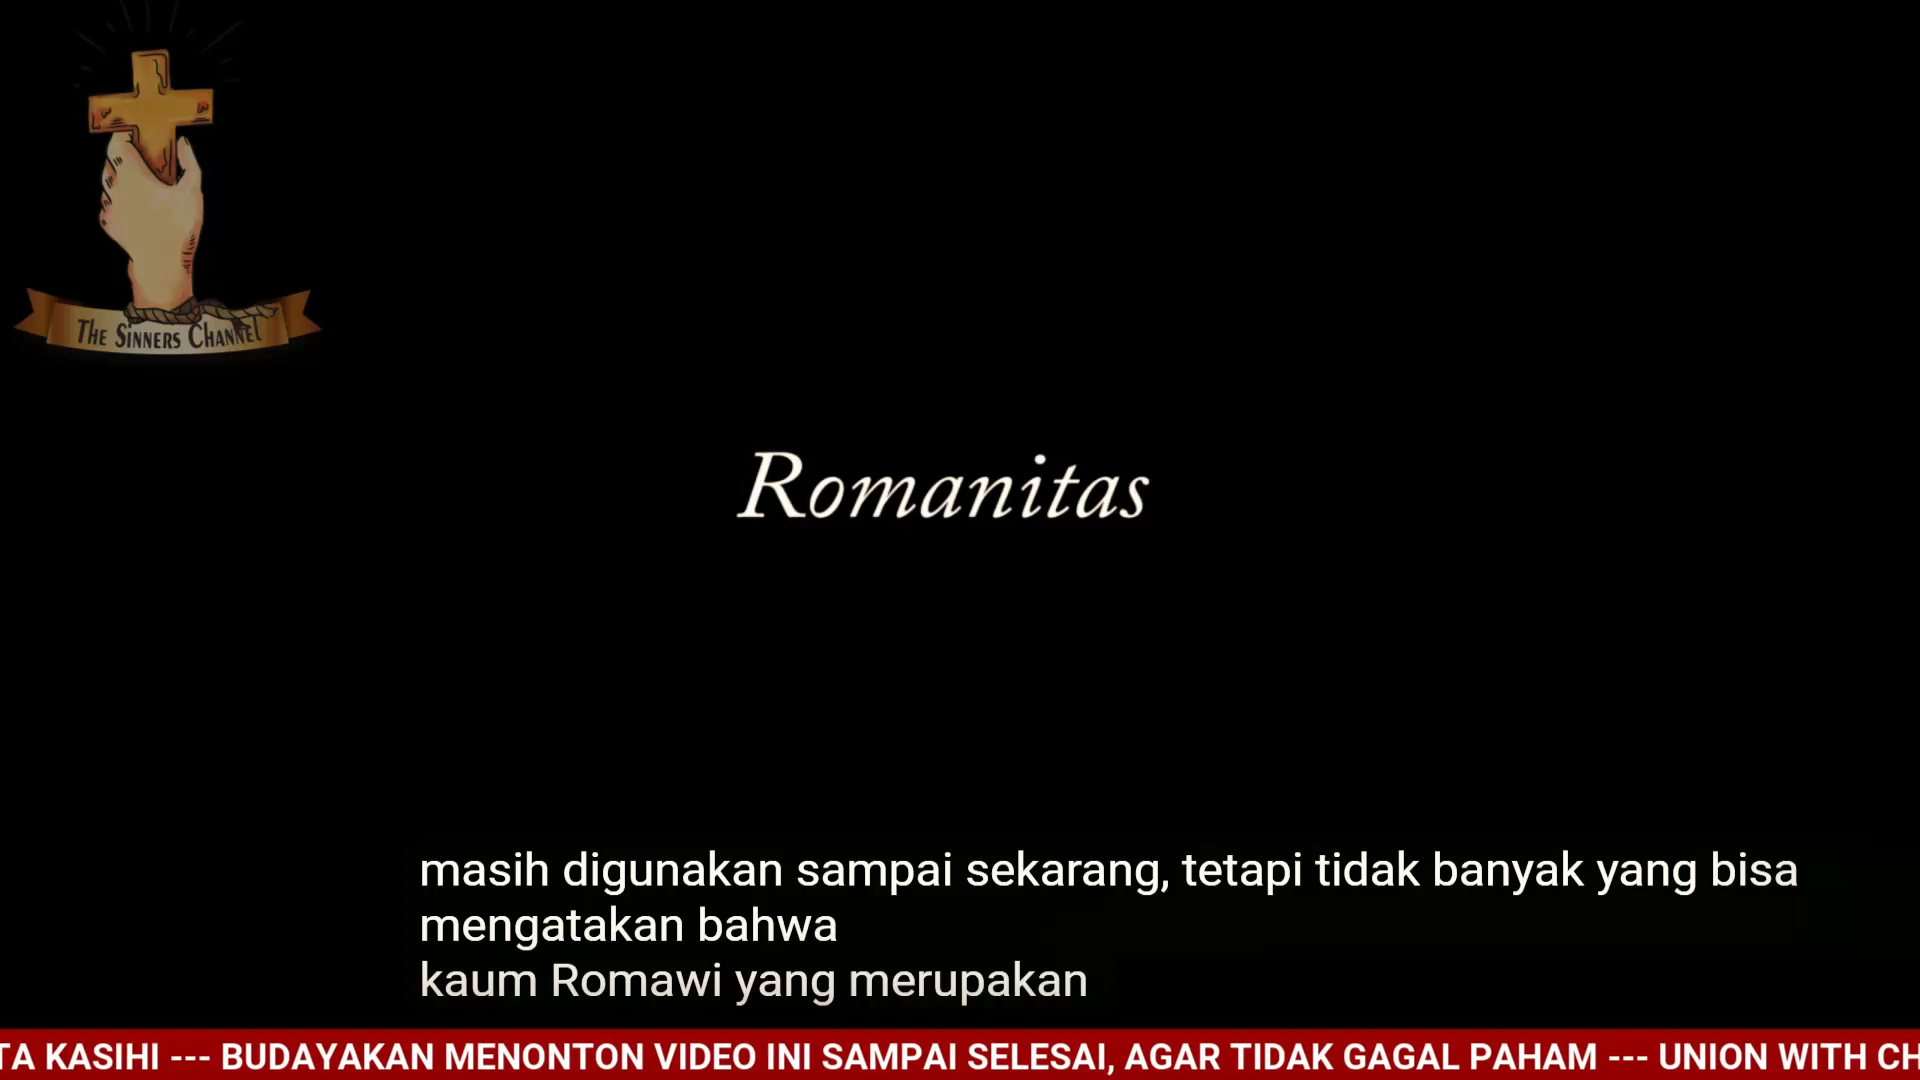 The Sinners Channel
Romanitas
masih digunakan sampai sekarang, tetapi tidak banyak yang bisa
mengatakan bahwa
kaum Romawi yang merupakan
TA KASIHI --- BUDAYAKAN MENONTON VIDEO INI SAMPAI SELESAI, AGAR TIDAK GAGAL PAHAM --- UNION WITH CH